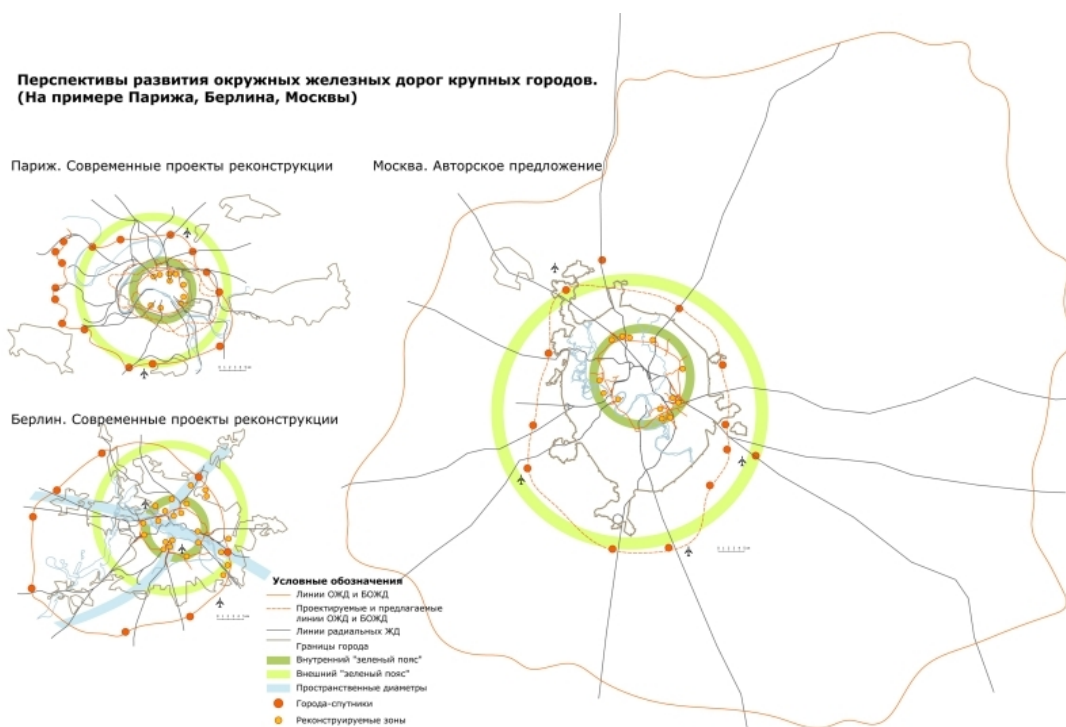 Перспективы развития окружных железных дорог крупных городов.
(На примере Парижа, Берлина, Москвы)
Париж. Современные проекты реконструкции
Москва. Авторское предложение
Берлин. Современные проекты реконструкции
Условные обозначения
Линии ОЖД и БОЖД
Проектируемые и предлагаемые
линии ОЖД и БОЖД
Линии радиальных ЖД
Границы города
Внутренний "зеленый пояс"
Внешний "зеленый пояс"
Пространственные диаметры
Города-спутники
Реконструируемые зоны